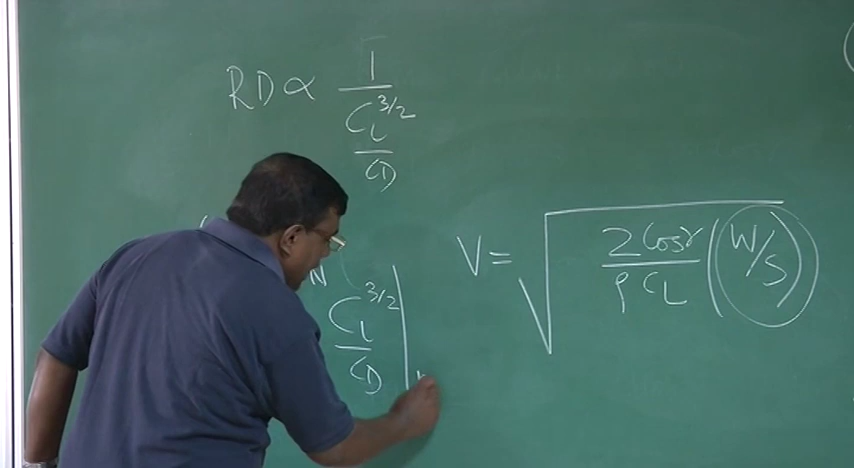 RD ∝ 1 / (C_L^{3/2} / C_D)
V = √(2 Cos γ / ρ C_L (W/S))
N
C_L^{3/2} / C_D |